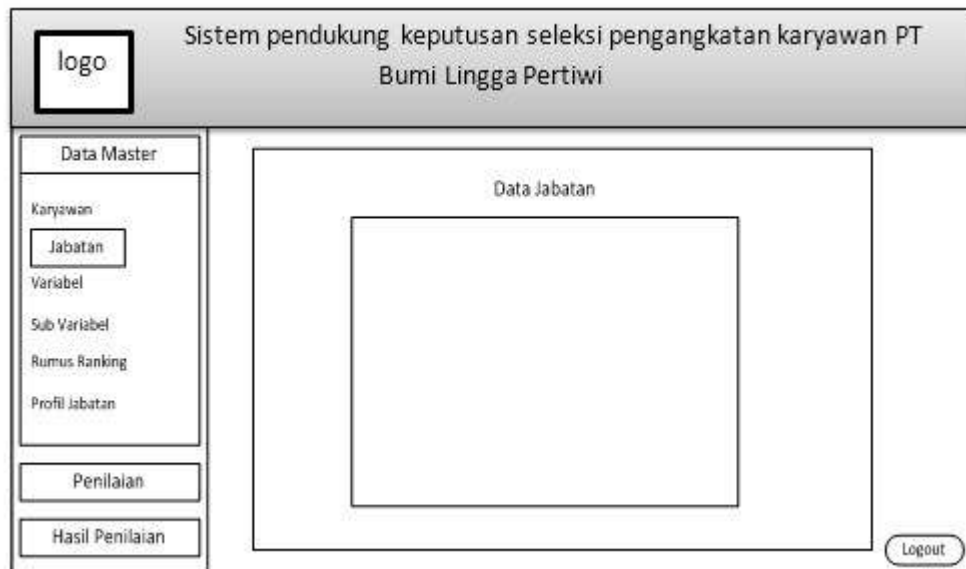 logo
Sistem pendukung keputusan seleksi pengangkatan karyawan PT
Bumi Lingga Pertiwi
Data Master
Karyawan
Jabatan
Variabel
Sub Variabel
Rumus Ranking
Profil Jabatan
Penilaian
Hasil Penilaian
Data Jabatan
Logout